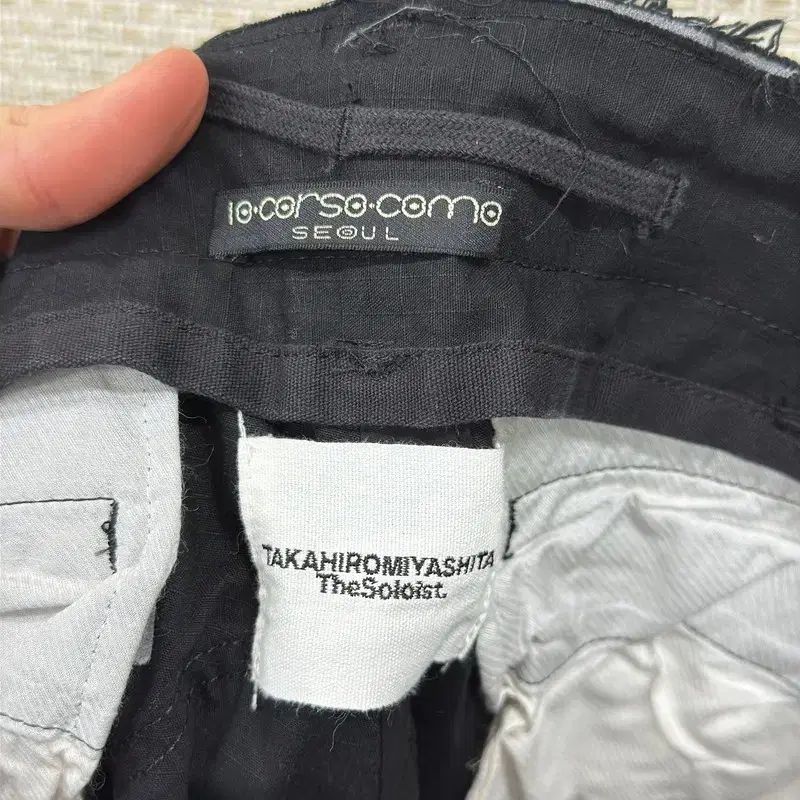 10·corso·como
SEOUL
TAKAHIROMIYASHITA
TheSoloist.